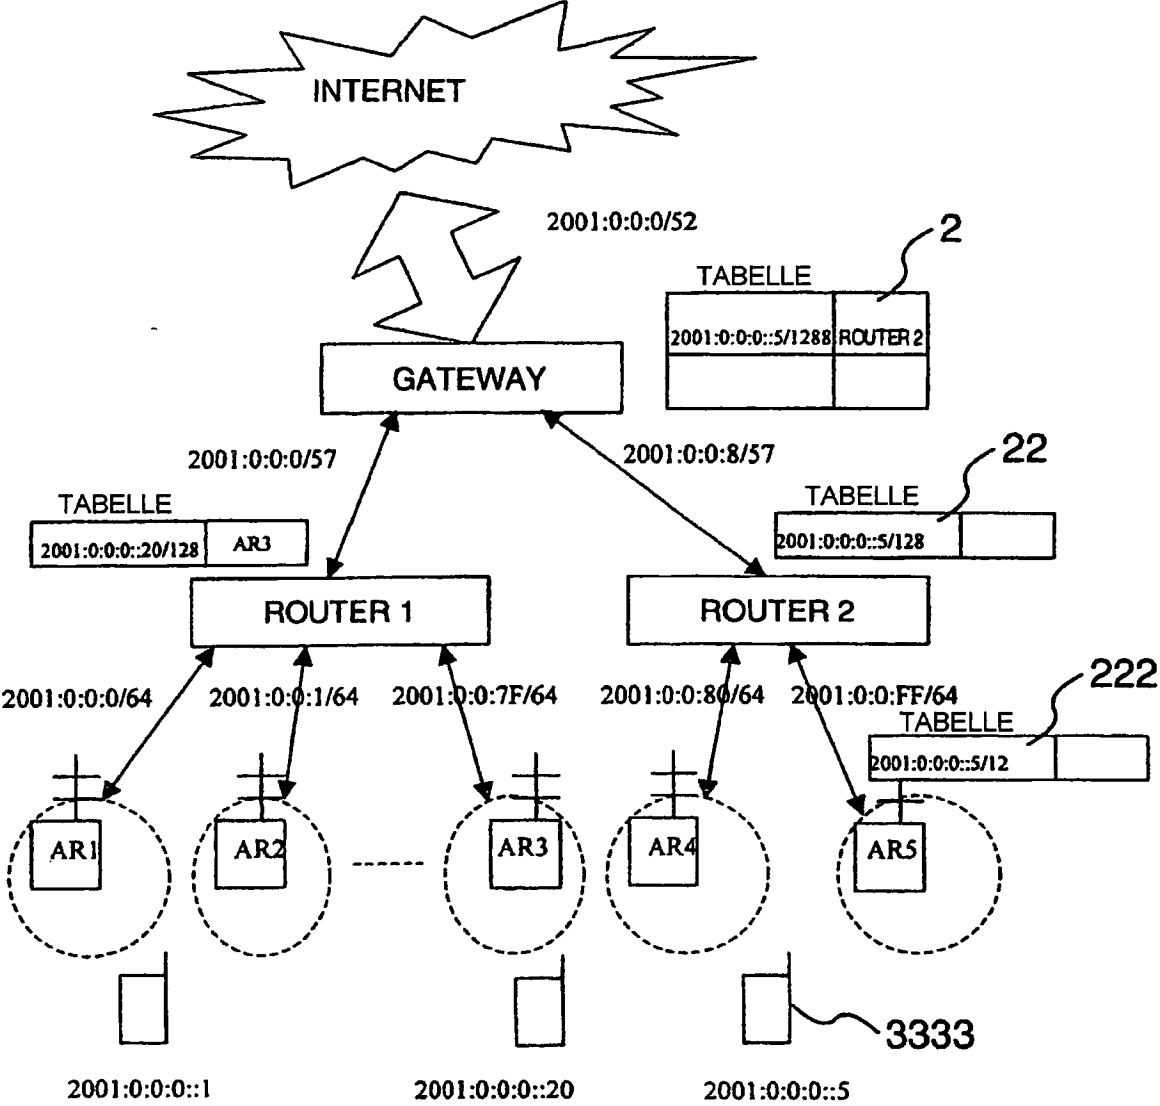 INTERNET
2001:0:0:0/52
2
TABELLE
2001:0:0:0::5/1288 ROUTER 2
GATEWAY
2001:0:0:0/57
2001:0:0:8/57
22
TABELLE
2001:0:0:0::20/128 AR3
TABELLE
2001:0:0:0::5/128
ROUTER 1
ROUTER 2
2001:0:0:0/64
2001:0:0:1/64
2001:0:0:7F/64
2001:0:0:80/64
2001:0:0:FF/64
222
TABELLE
2001:0:0:0::5/12
AR1
AR2
AR3
AR4
AR5
3333
2001:0:0:0::1
2001:0:0:0::20
2001:0:0:0::5